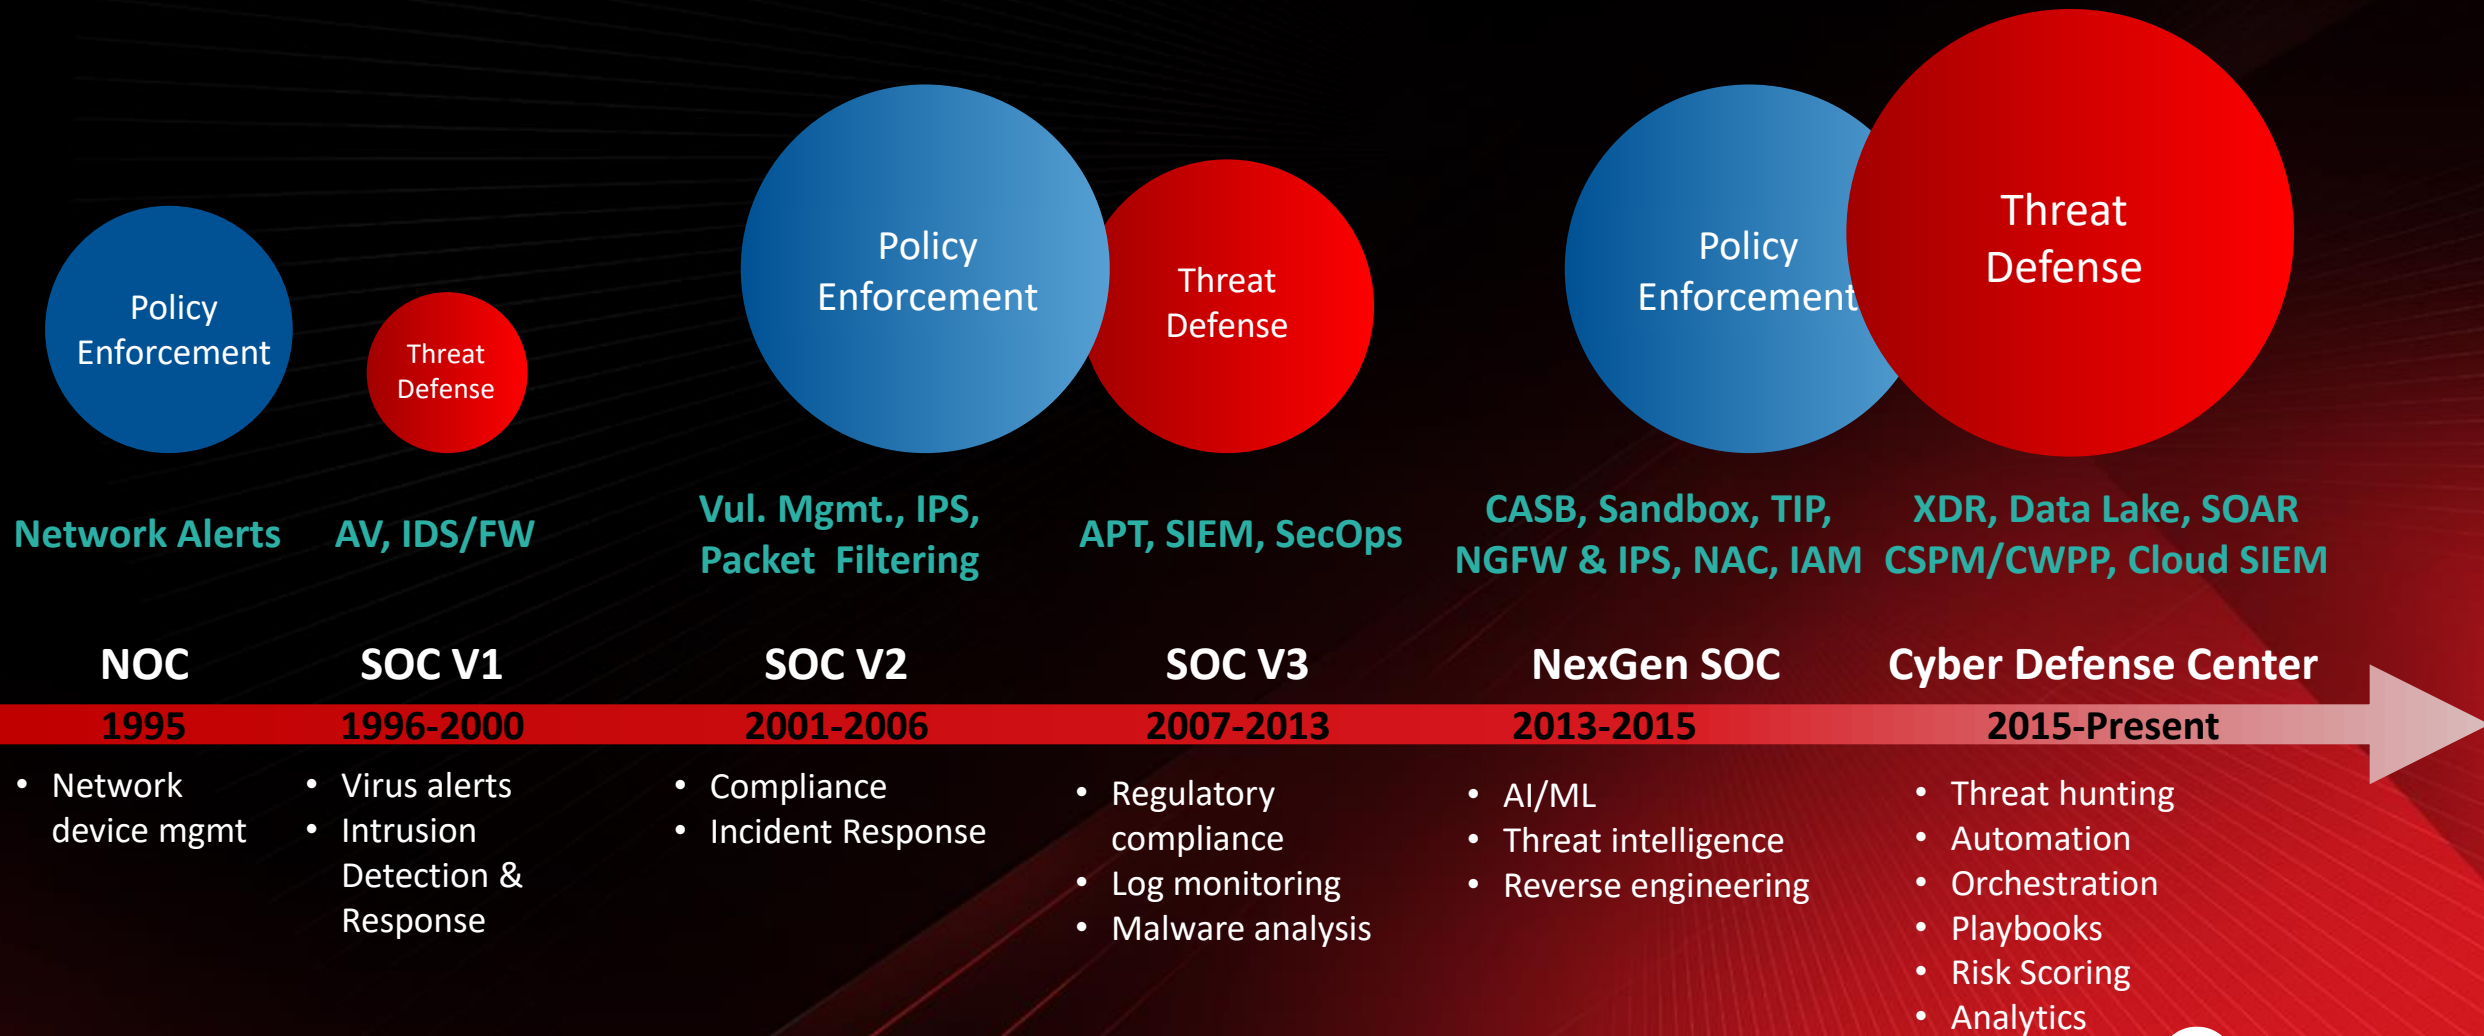 Policy
Enforcement
Threat
Defense
Policy
Enforcement
Threat
Defense
Policy
Enforcement
Threat
Defense
Network Alerts
AV, IDS/FW
Vul. Mgmt., IPS,
Packet Filtering
APT, SIEM, SecOps
CASB, Sandbox, TIP,
NGFW & IPS, NAC, IAM
XDR, Data Lake, SOAR
CSPM/CWPP, Cloud SIEM
NOC
SOC V1
SOC V2
SOC V3
NexGen SOC
Cyber Defense Center
1995
1996-2000
2001-2006
2007-2013
2013-2015
2015-Present
• Network
device mgmt
• Virus alerts
• Intrusion
Detection &
Response
• Compliance
• Incident Response
• Regulatory
compliance
• Log monitoring
• Malware analysis
• AI/ML
• Threat intelligence
• Reverse engineering
• Threat hunting
• Automation
• Orchestration
• Playbooks
• Risk Scoring
• Analytics